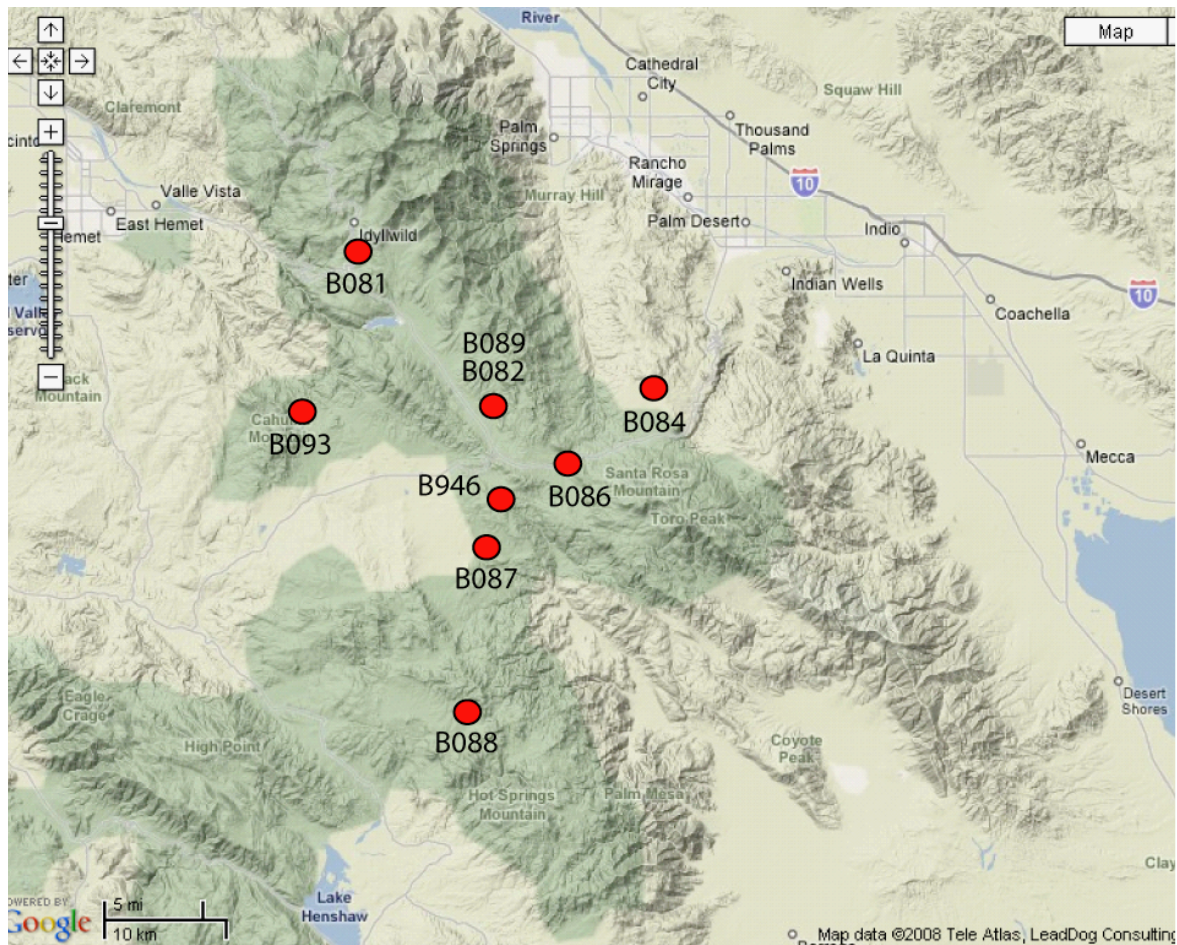 River
Map
Cathedral
City
Claremont
Squaw Hill
Palm
Springs
Thousand
Palms
Rancho
Mirage
10
Valle Vista
Murray Hill
East Hemet
Palm Desert
Indio
Hemet
Idyllwild
B081
Indian Wells
10
Coachella
B089
B082
La Quinta
Mountain
B084
B093
Mecca
B946
B086
Santa Rosa
Mountain
Toro Peak
B087
Eagle
Crage
Desert
Shores
High Point
B088
Coyote
Peak
Hot Springs
Mountain
Palm Mesa
Lake
Henshaw
POWERED BY
Google
5 mi
10 km
Map data ©2008 Tele Atlas, LeadDog Consulting